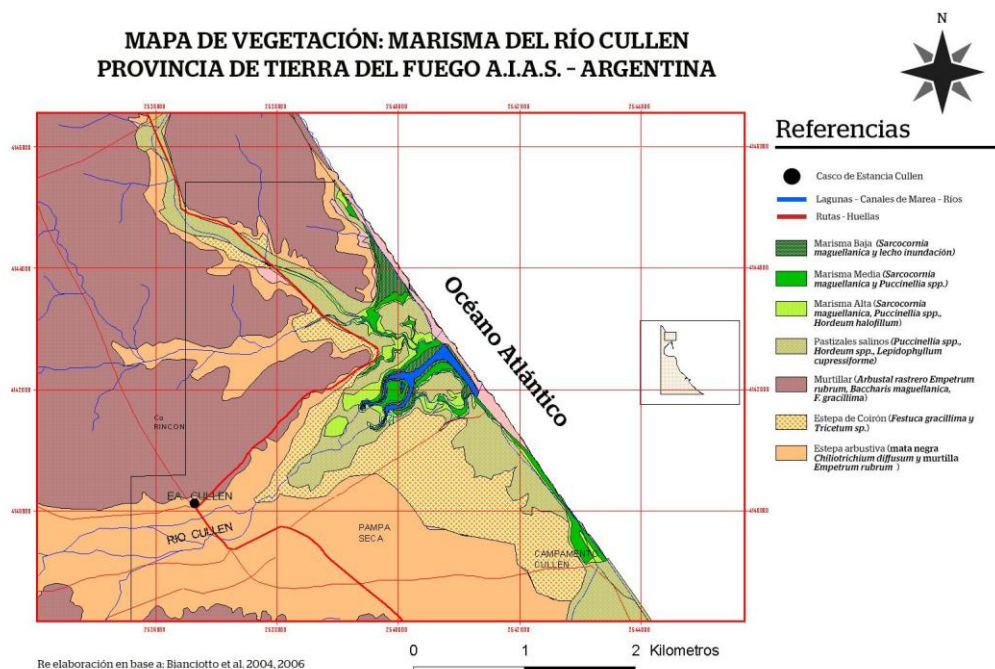 MAPA DE VEGETACIÓN: MARISMA DEL RÍO CULLEN
PROVINCIA DE TIERRA DEL FUEGO A.I.A.S. - ARGENTINA
N
Referencias
Casco de Estancia Cullen
Lagunas - Canales de Marea - Rios
Rutas - Huellas
Marisma Baja (Sarcocornia
maguellanica y lecho inundación)
Marisma Media (Sarcocornia
maguellanica y Puccinellia spp.)
Marisma Alta (Sarcocornia
maguellanica, Puccinellia spp.,
Hordeum halofillum)
Pastizales salinos (Puccinellia spp.,
Hordeum spp., Lepidophyllum
cupressiforme)
Murtillar (Arbustal rastrero Empetrum
rubrum, Baccharis maguellanica,
F. gracillima)
Estepa de Coirón (Festuca gracillima y
Tricetum sp.)
Estepa arbustiva (mata negra
Chiliotrichium diffusum y murtilla
Empetrum rubrum )
Océano Atlántico
Co
RINCON
EA. CULLEN
RIO CULLEN
PAMPA
SECA
CAMPAMENTO
CULLEN
0 1 2 Kilometros
Re elaboración en base a: Bianciotto et al. 2004, 2006